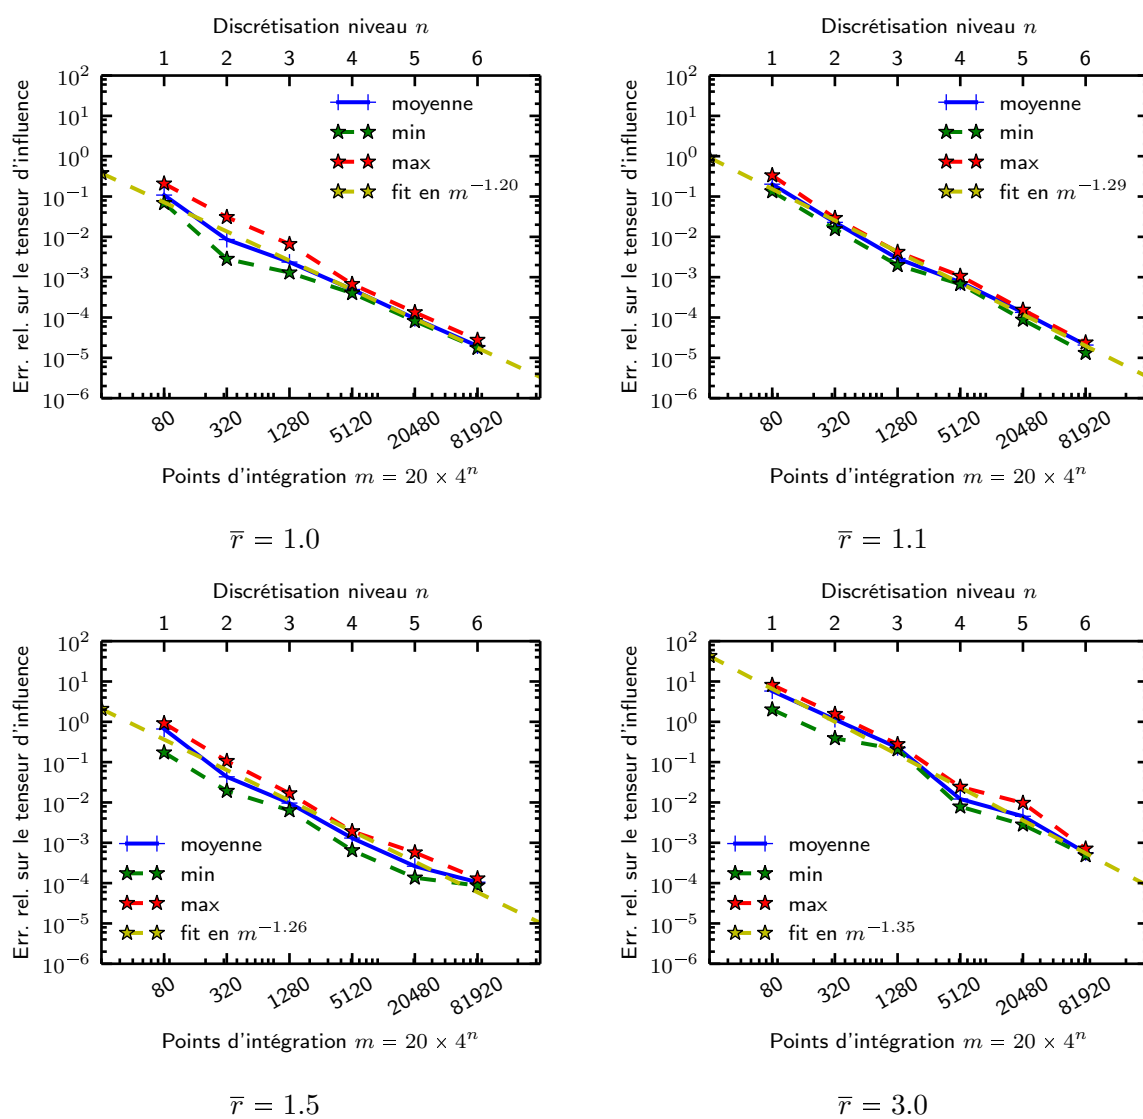 Discrétisation niveau n
1 2 3 4 5 6
Err. rel. sur le tenseur d'influence
10^2
10^1
10^0
10^-1
10^-2
10^-3
10^-4
10^-5
10^-6
moyenne
min
max
fit en m^-1.20
80 320 1280 5120 20480 81920
Points d'intégration m = 20 × 4^n
r̅ = 1.0
Discrétisation niveau n
1 2 3 4 5 6
Err. rel. sur le tenseur d'influence
10^2
10^1
10^0
10^-1
10^-2
10^-3
10^-4
10^-5
10^-6
moyenne
min
max
fit en m^-1.29
80 320 1280 5120 20480 81920
Points d'intégration m = 20 × 4^n
r̅ = 1.1
Discrétisation niveau n
1 2 3 4 5 6
Err. rel. sur le tenseur d'influence
10^2
10^1
10^0
10^-1
10^-2
10^-3
10^-4
10^-5
10^-6
moyenne
min
max
fit en m^-1.26
80 320 1280 5120 20480 81920
Points d'intégration m = 20 × 4^n
r̅ = 1.5
Discrétisation niveau n
1 2 3 4 5 6
Err. rel. sur le tenseur d'influence
10^2
10^1
10^0
10^-1
10^-2
10^-3
10^-4
10^-5
10^-6
moyenne
min
max
fit en m^-1.35
80 320 1280 5120 20480 81920
Points d'intégration m = 20 × 4^n
r̅ = 3.0